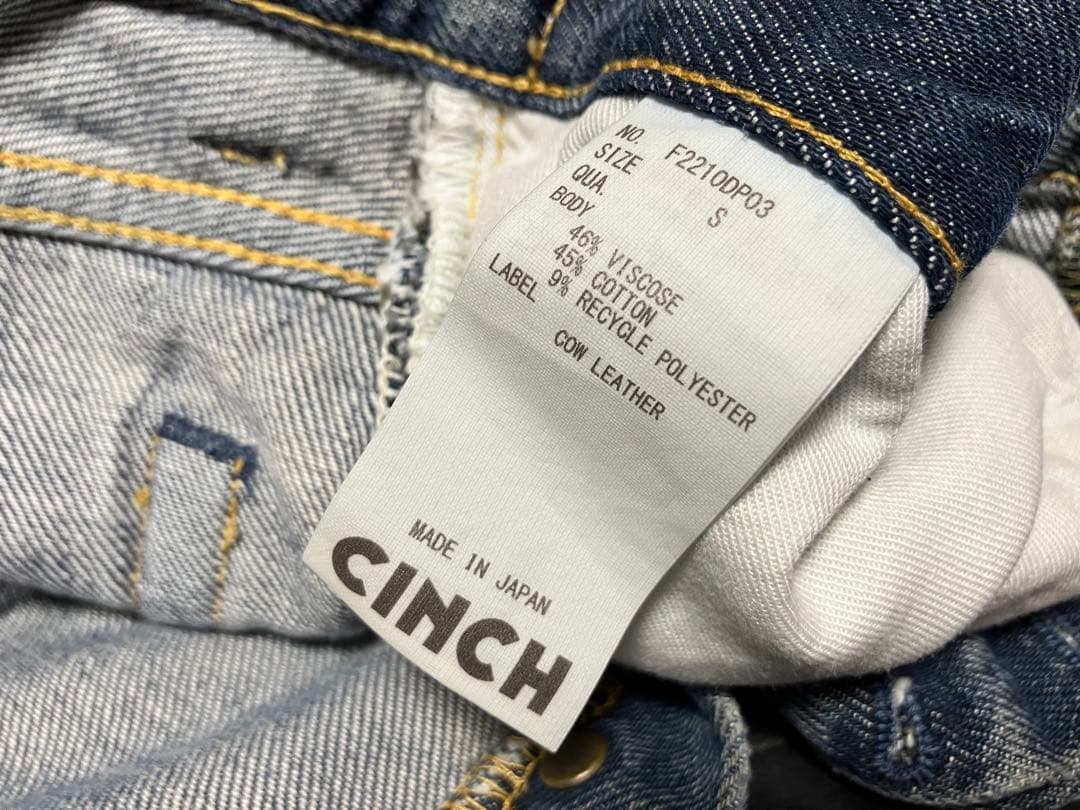 NO. F2210DP03
SIZE S
QUA.
BODY
46% VISCOSE
45% COTTON
9% RECYCLE POLYESTER
LABEL
COW LEATHER
MADE IN JAPAN
CINCH